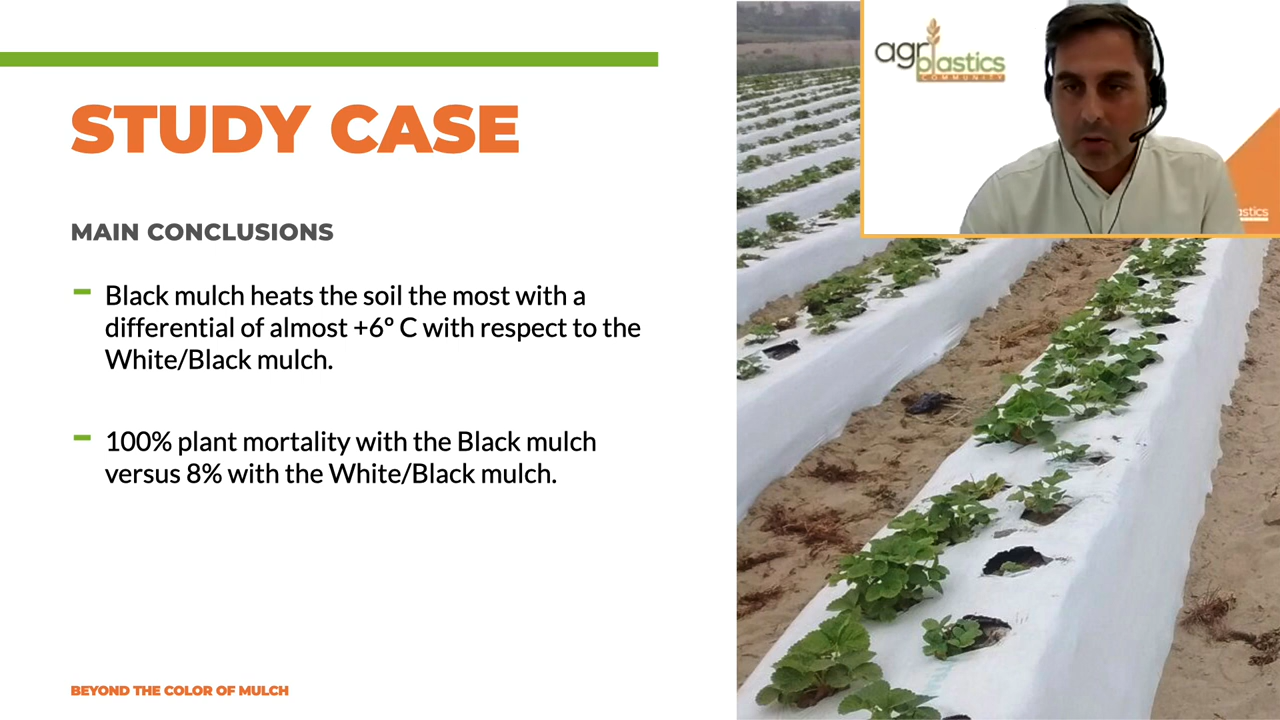 STUDY CASE
MAIN CONCLUSIONS
Black mulch heats the soil the most with a
differential of almost +6º C with respect to the
White/Black mulch.
100% plant mortality with the Black mulch
versus 8% with the White/Black mulch.
BEYOND THE COLOR OF MULCH
agriplastics
COMMUNITY
astics